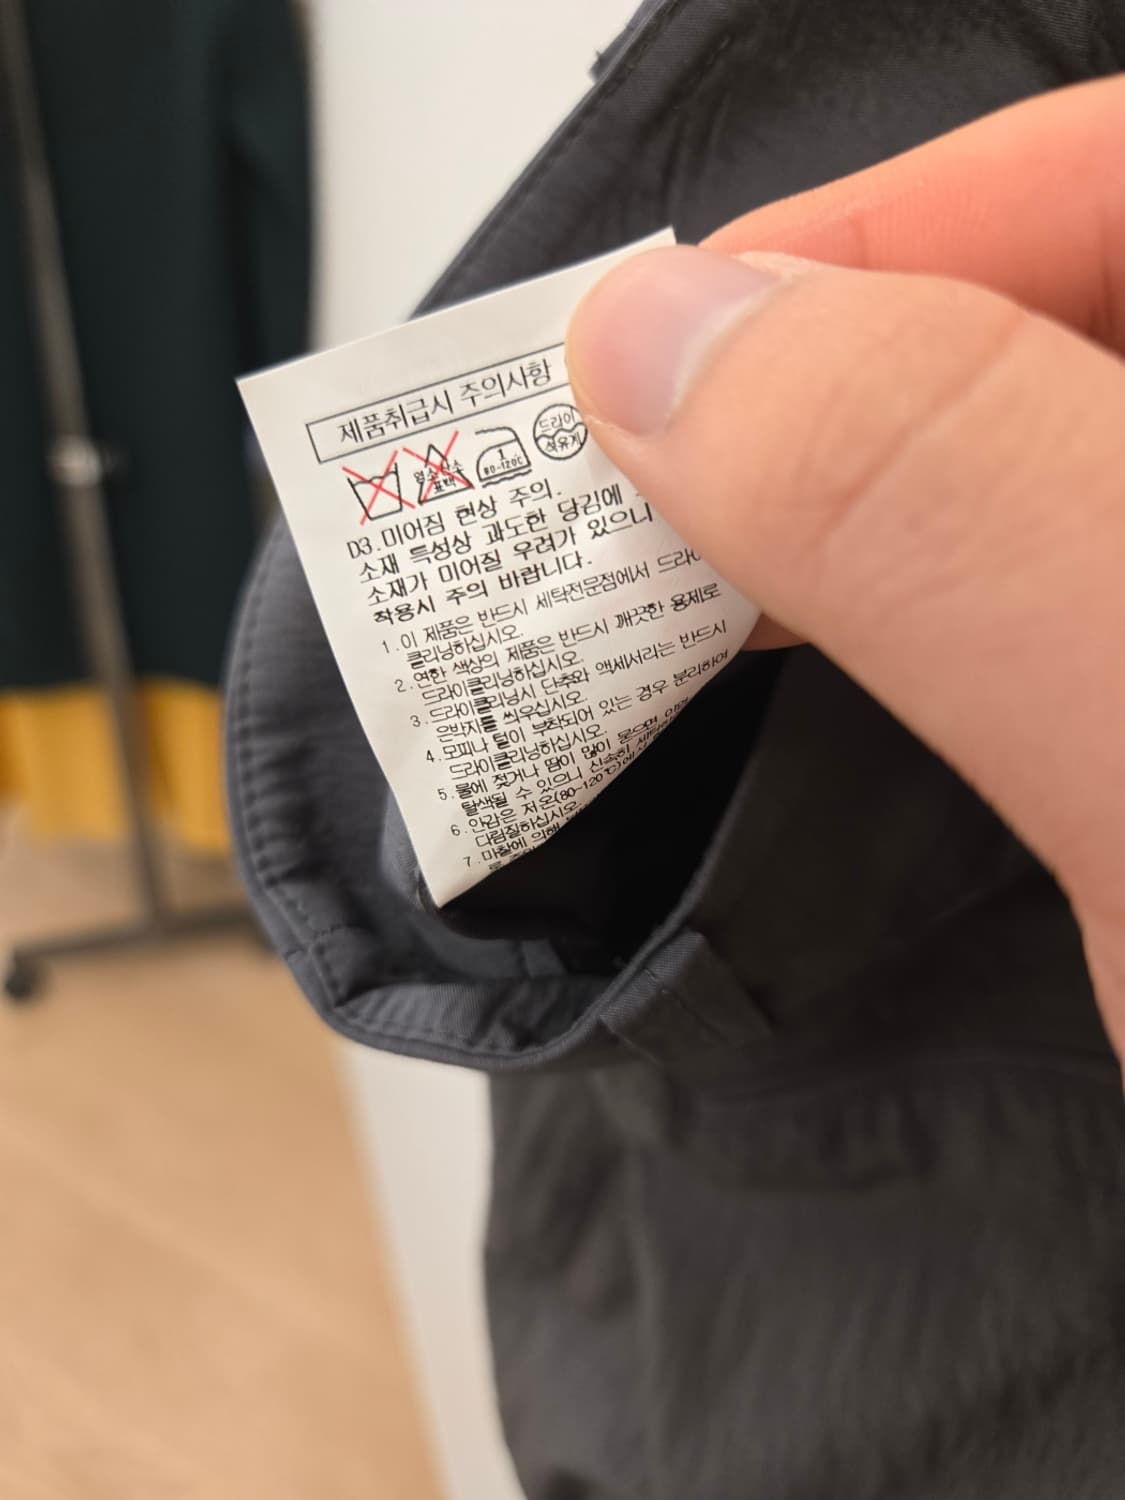 제품취급시 주의사항
염소산소
표백
1
80-120℃
드라이
석유계
D3.미어짐 현상 주의.
소재 특성상 과도한 당김에
소재가 미어질 우려가 있으니
착용시 주의 바랍니다.
1.이 제품은 반드시 세탁전문점에서
클리닝하십시오.
2.연한 색상의 제품은 반드시 깨끗한 용제로
드라이클리닝하십시오.
3.드라이클리닝시 단추와 액세서리는 반드시
은박지를 씌우십시오.
4.모피나 털이 부착되어 있는 경우 분리하여
드라이클리닝하십시오.
5.물에 젖거나 땀이 많이 묻으면
탈색될 수 있으니 신속히
6.안감은 저온(80-120℃)에서
다림질하십시오.
7.마찰에 의해